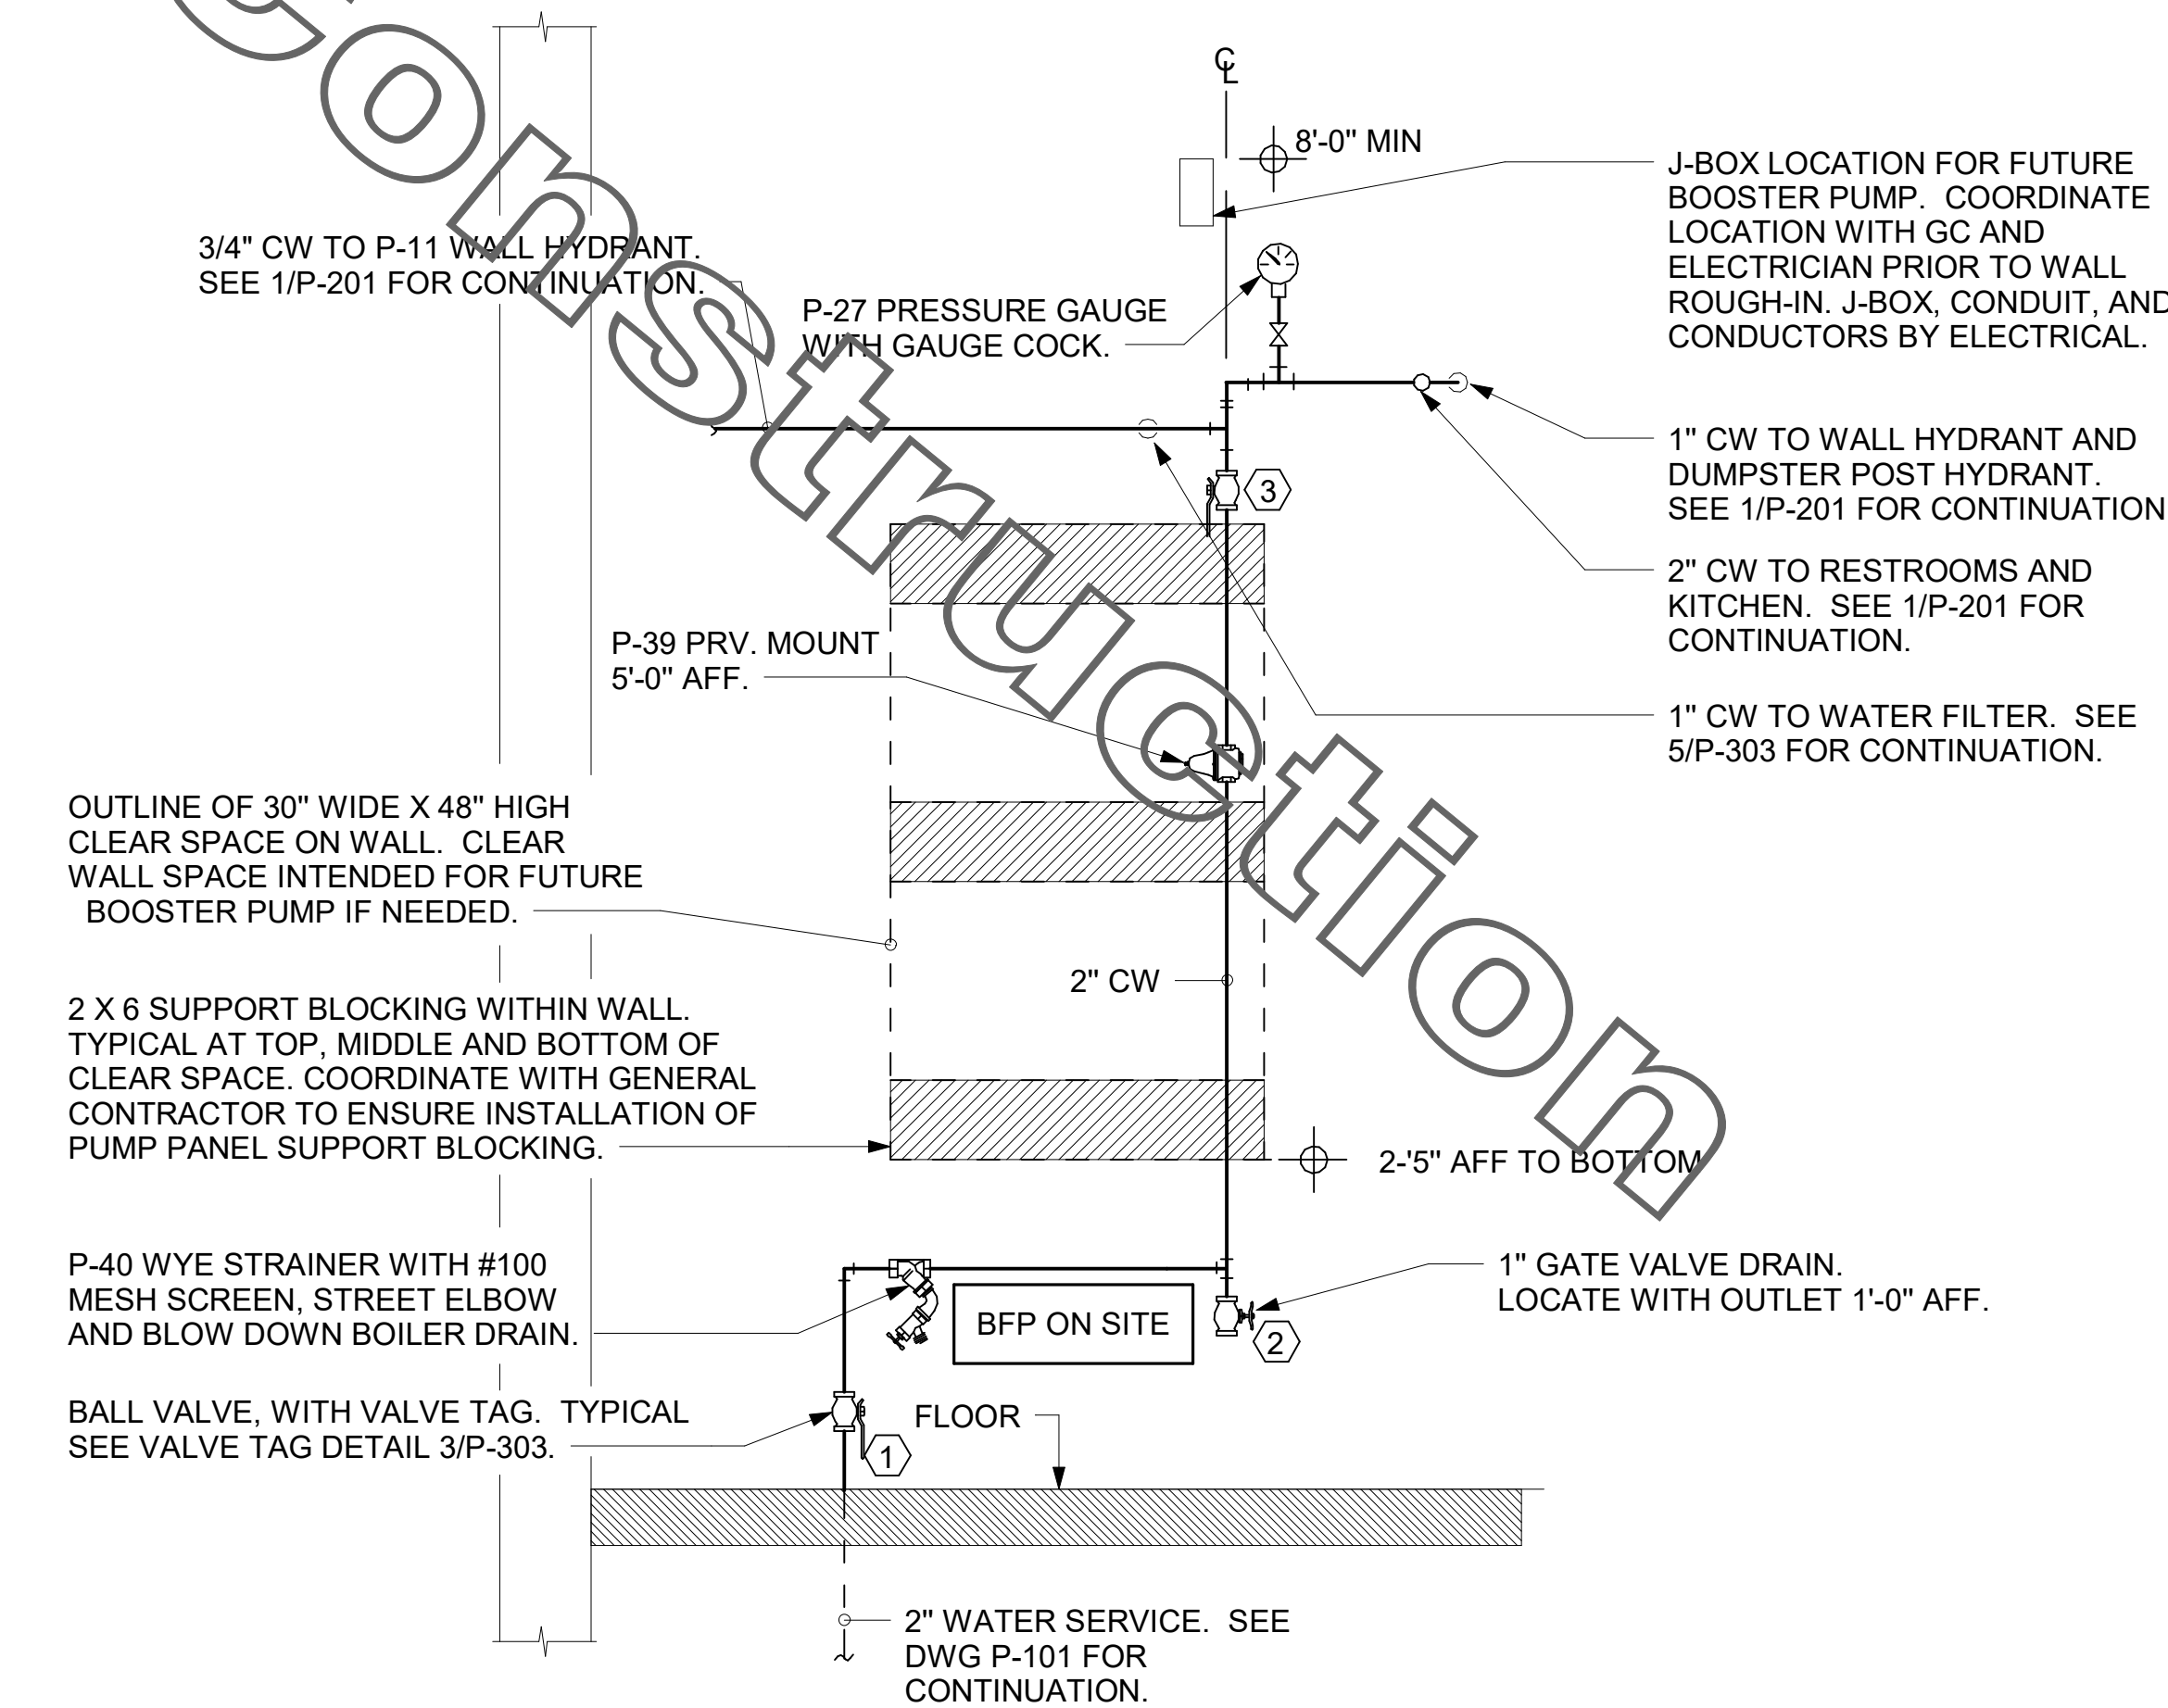 ℄
8'-0" MIN
J-BOX LOCATION FOR FUTURE
BOOSTER PUMP. COORDINATE
LOCATION WITH GC AND
ELECTRICIAN PRIOR TO WALL
ROUGH-IN. J-BOX, CONDUIT, AND
CONDUCTORS BY ELECTRICAL.
3/4" CW TO P-11 WALL HYDRANT.
SEE 1/P-201 FOR CONTINUATION.
P-27 PRESSURE GAUGE
WITH GAUGE COCK.
1" CW TO WALL HYDRANT AND
DUMPSTER POST HYDRANT.
SEE 1/P-201 FOR CONTINUATION
3
2" CW TO RESTROOMS AND
KITCHEN. SEE 1/P-201 FOR
CONTINUATION.
P-39 PRV. MOUNT
5'-0" AFF.
1" CW TO WATER FILTER. SEE
5/P-303 FOR CONTINUATION.
OUTLINE OF 30" WIDE X 48" HIGH
CLEAR SPACE ON WALL. CLEAR
WALL SPACE INTENDED FOR FUTURE
BOOSTER PUMP IF NEEDED.
2" CW
2 X 6 SUPPORT BLOCKING WITHIN WALL.
TYPICAL AT TOP, MIDDLE AND BOTTOM OF
CLEAR SPACE. COORDINATE WITH GENERAL
CONTRACTOR TO ENSURE INSTALLATION OF
PUMP PANEL SUPPORT BLOCKING.
2-'5" AFF TO BOTTOM
P-40 WYE STRAINER WITH #100
MESH SCREEN, STREET ELBOW
AND BLOW DOWN BOILER DRAIN.
BFP ON SITE
2
1" GATE VALVE DRAIN.
LOCATE WITH OUTLET 1'-0" AFF.
BALL VALVE, WITH VALVE TAG. TYPICAL
SEE VALVE TAG DETAIL 3/P-303.
1
FLOOR
2" WATER SERVICE. SEE
DWG P-101 FOR
CONTINUATION.
Construction